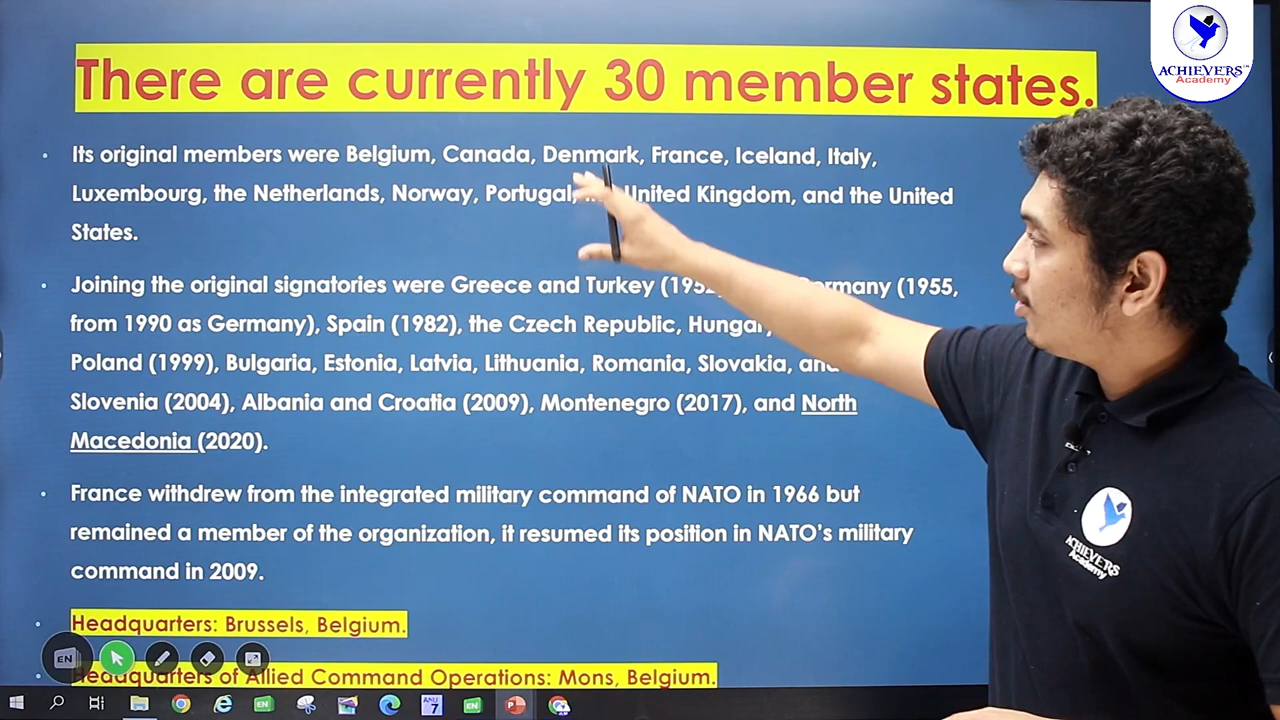 There are currently 30 member states.
ACHIEVERS™
Academy
Its original members were Belgium, Canada, Denmark, France, Iceland, Italy,
Luxembourg, the Netherlands, Norway, Portugal, United Kingdom, and the United
States.
Joining the original signatories were Greece and Turkey (1952 (1955,
from 1990 as Germany), Spain (1982), the Czech Republic,
Poland (1999), Bulgaria, Estonia, Latvia, Lithuania, Romania, Slovakia, and
Slovenia (2004), Albania and Croatia (2009), Montenegro (2017), and North
Macedonia (2020).
France withdrew from the integrated military command of NATO in 1966 but
remained a member of the organization, it resumed its position in NATO's military
command in 2009.
Headquarters: Brussels, Belgium.
Headquarters of Allied Command Operations: Mons, Belgium.
EN
ACHIEVERS
Academy